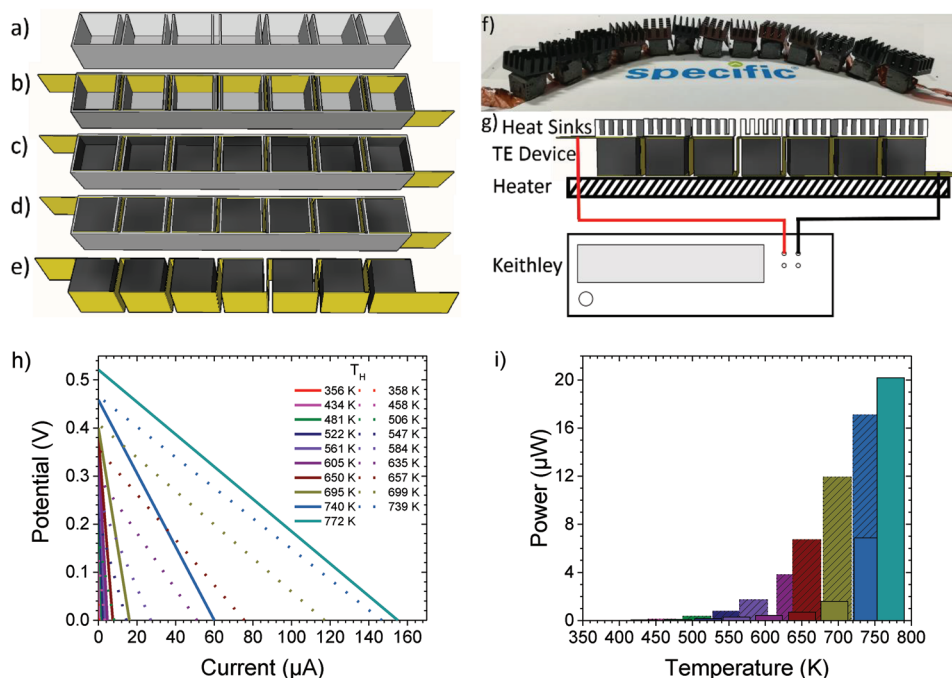 a)
b)
c)
d)
e)
f)
specific
g)
Heat Sinks
TE Device
Heater
Keithley
h)
T_H
356 K 358 K
434 K 458 K
481 K 506 K
522 K 547 K
561 K 584 K
605 K 635 K
650 K 657 K
695 K 699 K
740 K 739 K
772 K
0.5
0.4
0.3
0.2
0.1
0.0
Potential (V)
0 20 40 60 80 100 120 140 160
Current (µA)
i)
20
16
12
8
4
0
Power (µW)
350 400 450 500 550 600 650 700 750 800
Temperature (K)